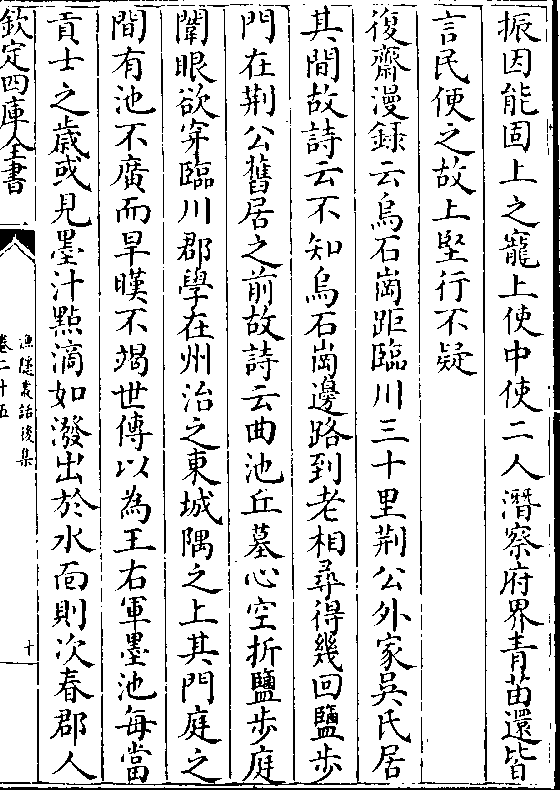 振因能固上之寵上使中使二人潛察府界青苗還皆
言民便之故上堅行不疑
復齋漫録云烏石崗距臨川三十里荆公外家吳氏居
其間故詩云不知烏石崗邊路到老相尋得幾回鹽步
門在荆公舊居之前故詩云曲池丘墓心空折鹽步庭
闈眼欲穿臨川郡學在州治之東城隅之上其門庭之
間有池不廣而旱暵不竭世傳以為王右軍墨池每當
貢士之歲或見墨汁點滴如潑出於水面則次春郡人
欽定四庫全書
漁隱叢話後集
卷二十五
十